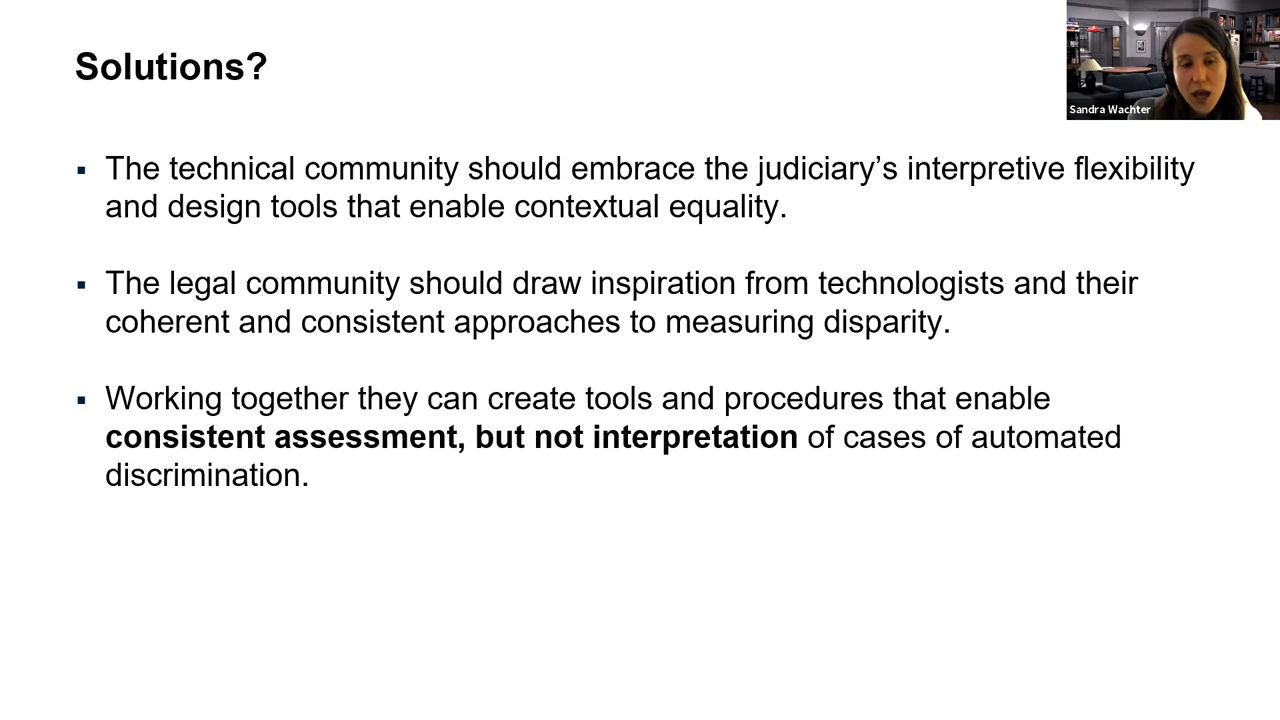 Solutions?
Sandra Wachter
▪ The technical community should embrace the judiciary’s interpretive flexibility
and design tools that enable contextual equality.
▪ The legal community should draw inspiration from technologists and their
coherent and consistent approaches to measuring disparity.
▪ Working together they can create tools and procedures that enable
consistent assessment, but not interpretation of cases of automated
discrimination.